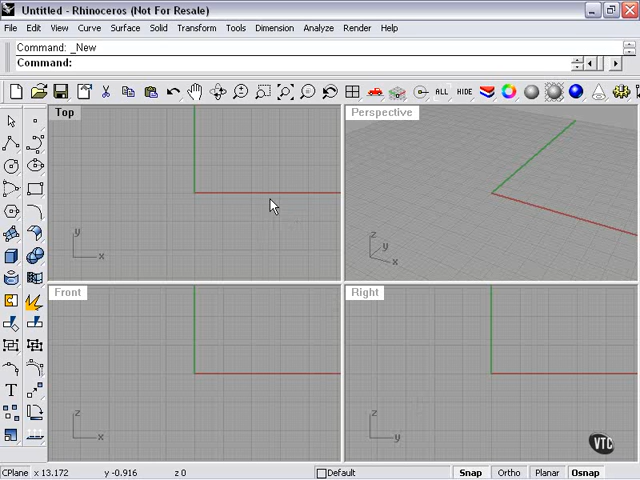 Untitled - Rhinoceros (Not For Resale)
File Edit View Curve Surface Solid Transform Tools Dimension Analyze Render Help
Command: _New
Command:
ALL HIDE
Top
Perspective
y
x
z
y
x
Front
Right
z
x
z
y
T
VTC
CPlane x 13.172 y -0.916 z 0 Default Snap Ortho Planar Osnap